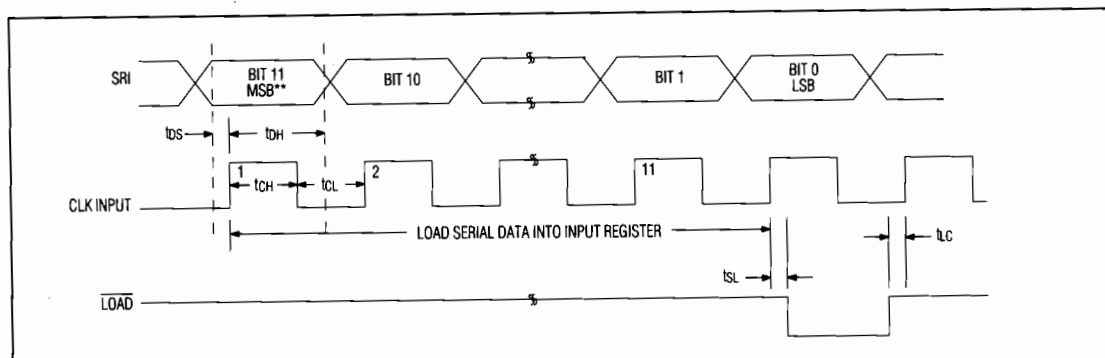 SRI
BIT 11
MSB**
BIT 10
BIT 1
BIT 0
LSB
tDS
tDH
1
tCH
tCL
2
11
CLK INPUT
LOAD SERIAL DATA INTO INPUT REGISTER
tLC
tSL
LOAD